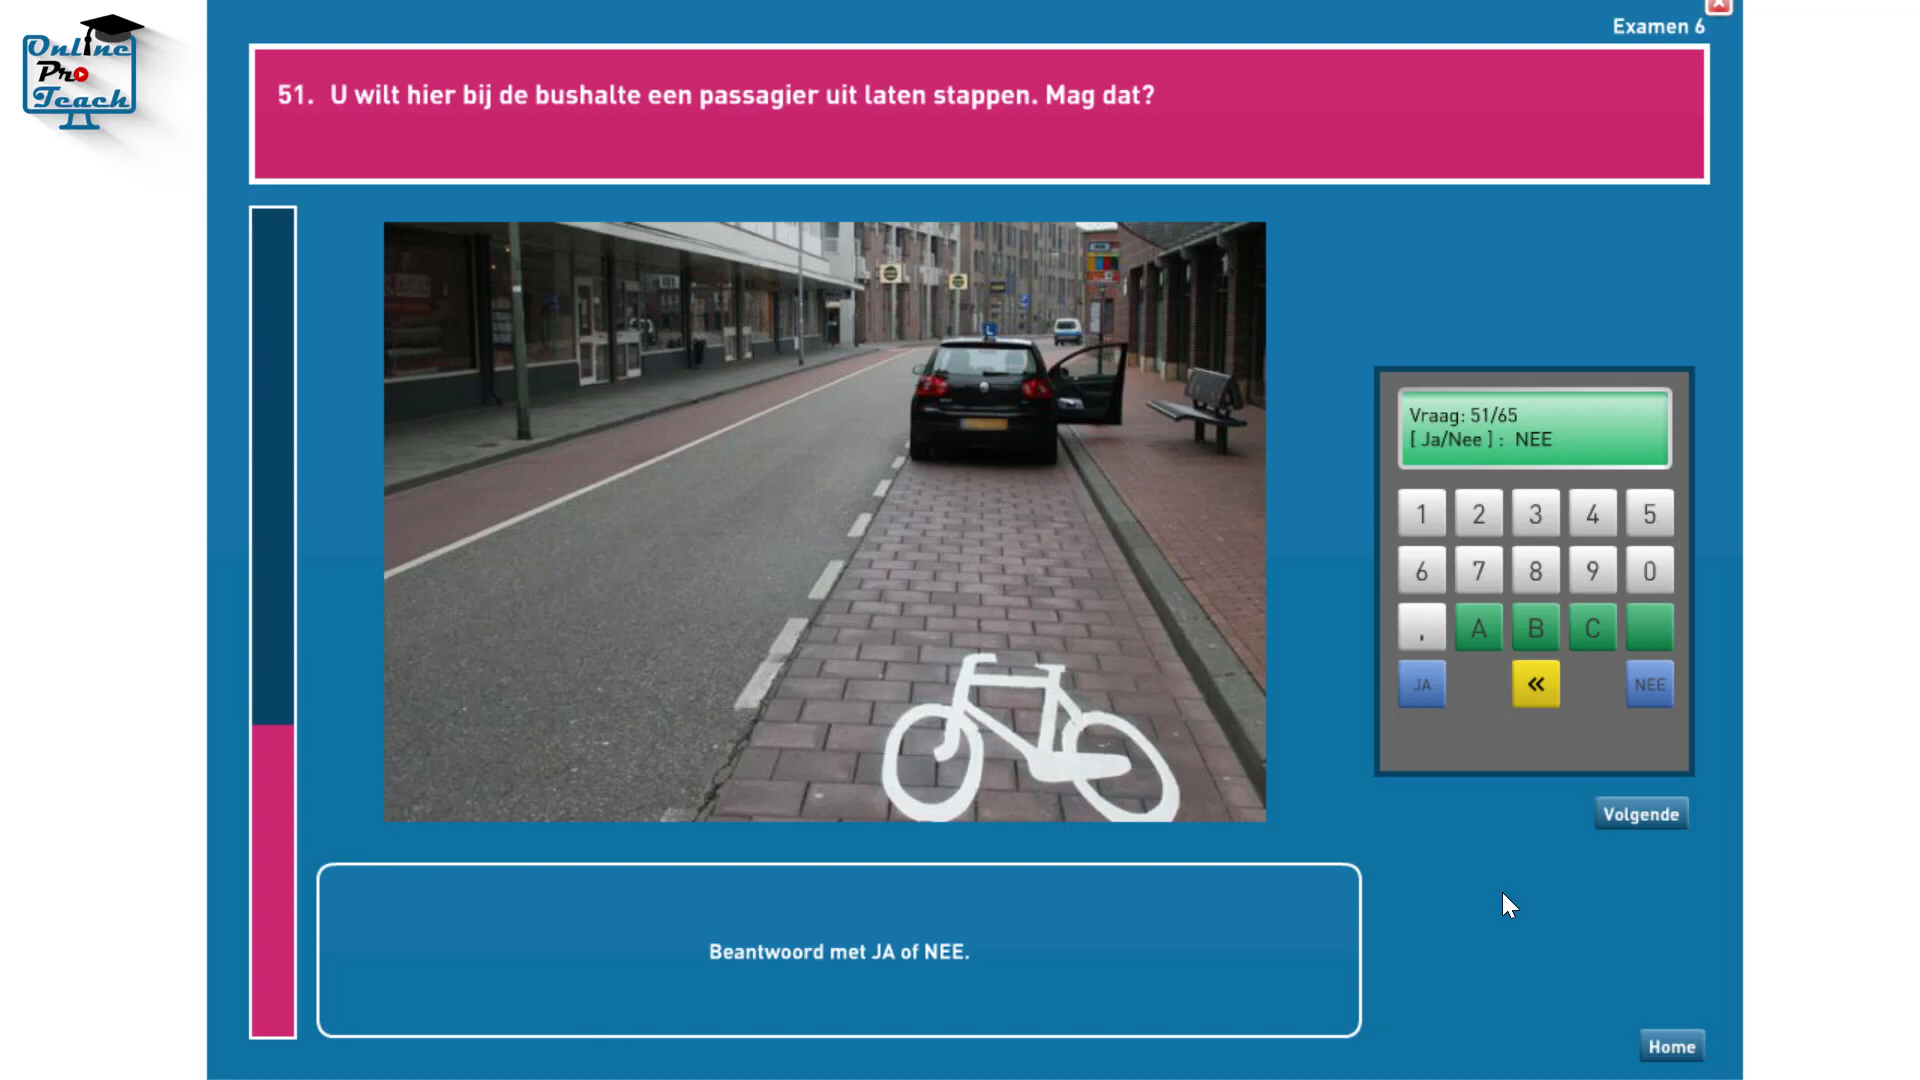 Online
Pro
Teach
Examen 6
51. U wilt hier bij de bushalte een passagier uit laten stappen. Mag dat?
L
Vraag: 51/65
[ Ja/Nee ] : NEE
1 2 3 4 5
6 7 8 9 0
, A B C
JA « NEE
Volgende
Beantwoord met JA of NEE.
Home